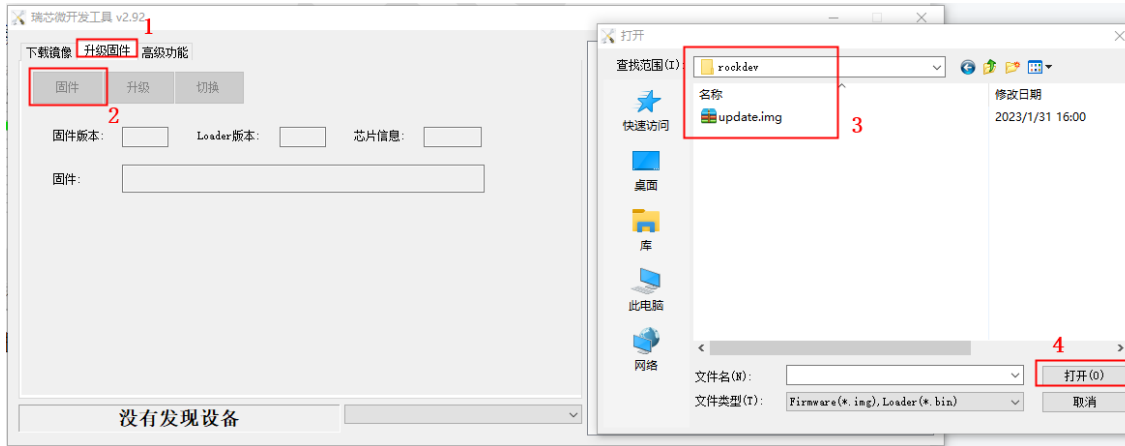 瑞芯微开发工具 v2.92
1
下载镜像 升级固件 高级功能
固件 升级 切换
2
固件版本: Loader版本: 芯片信息:
固件:
没有发现设备
打开
查找范围(I): rockdev
名称 修改日期
update.img 2023/1/31 16:00
3
快速访问
桌面
库
此电脑
网络
4
文件名(N): 打开(O)
文件类型(T): Firmware(*.img),Loader(*.bin) 取消